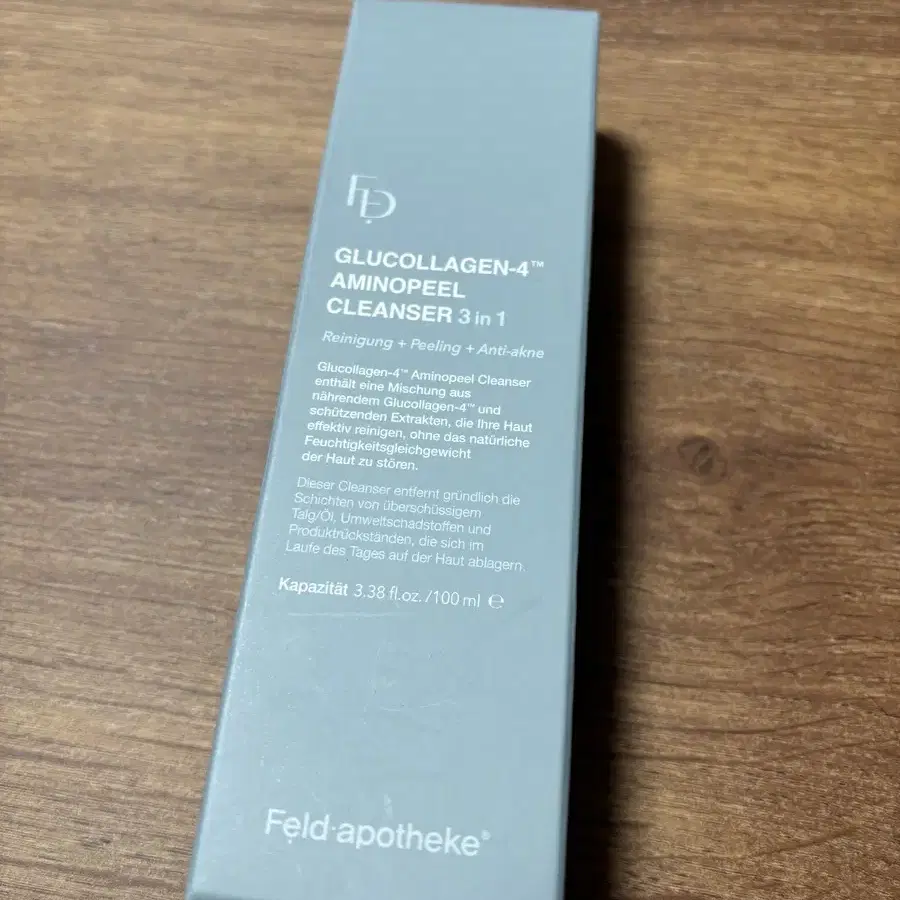 FD
GLUCOLLAGEN-4™
AMINOPEEL
CLEANSER 3 in 1
Reinigung + Peeling + Anti-akne
Glucollagen-4™ Aminopeel Cleanser
enthält eine Mischung aus
nährendem Glucollagen-4™ und
schützenden Extrakten, die Ihre Haut
effektiv reinigen, ohne das natürliche
Feuchtigkeitsgleichgewicht
der Haut zu stören.
Dieser Cleanser entfernt gründlich die
Schichten von überschüssigem
Talg/Öl, Umweltschadstoffen und
Produktrückständen, die sich im
Laufe des Tages auf der Haut ablagern.
Kapazität 3.38 fl.oz. /100 ml ℮
Fẹld·apotheke®